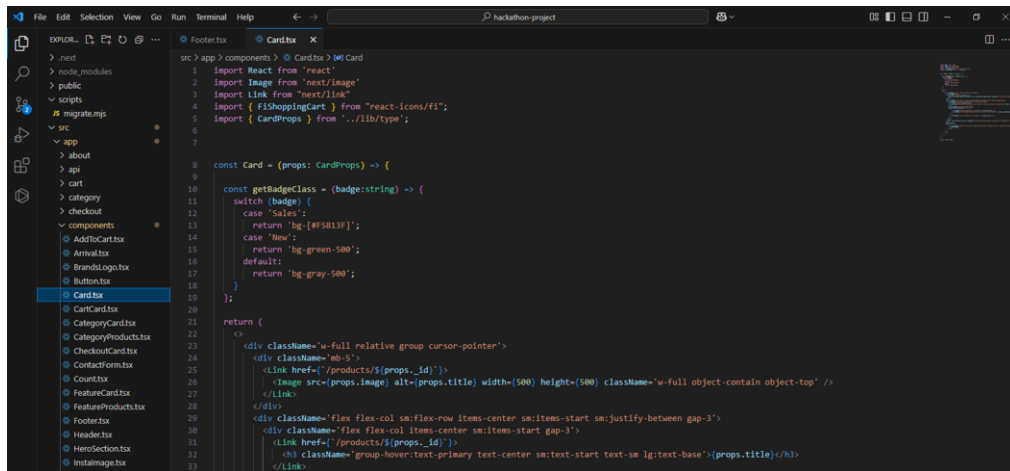 File Edit Selection View Go Run Terminal Help
hackathon-project
EXPLOR...
.next
node_modules
public
scripts
JS migrate.mjs
src
app
about
api
cart
category
checkout
components
AddToCart.tsx
Arrival.tsx
BrandsLogo.tsx
Button.tsx
Card.tsx
CartCard.tsx
CategoryCard.tsx
CategoryProducts.tsx
CheckoutCard.tsx
ContactForm.tsx
Count.tsx
FeatureCard.tsx
FeatureProducts.tsx
Footer.tsx
Header.tsx
HeroSection.tsx
InstaImage.tsx
Footer.tsx Card.tsx
src > app > components > Card.tsx > Card
1 import React from 'react'
2 import Image from 'next/image'
3 import Link from "next/link"
4 import { FiShoppingCart } from "react-icons/fi";
5 import { CardProps } from '../lib/type';
6
7
8 const Card = (props: CardProps) => {
9
10 const getBadgeClass = (badge:string) => {
11 switch (badge) {
12 case 'Sales':
13 return 'bg-[#F5813F]';
14 case 'New':
15 return 'bg-green-500';
16 default:
17 return 'bg-gray-500';
18 }
19 };
20
21 return (
22 <>
23 <div className='w-full relative group cursor-pointer'>
24 <div className='mb-5'>
25 <Link href={`/products/${props._id}`}>
26 <Image src={props.image} alt={props.title} width={500} height={500} className='w-full object-contain object-top' />
27 </Link>
28 </div>
29 <div className='flex flex-col sm:flex-row items-center sm:items-start sm:justify-between gap-3'>
30 <div className='flex flex-col items-center sm:items-start gap-3'>
31 <Link href={`/products/${props._id}`}>
32 <h3 className='group-hover:text-primary text-center sm:text-start text-sm lg:text-base'>{props.title}</h3>
33 </Link>